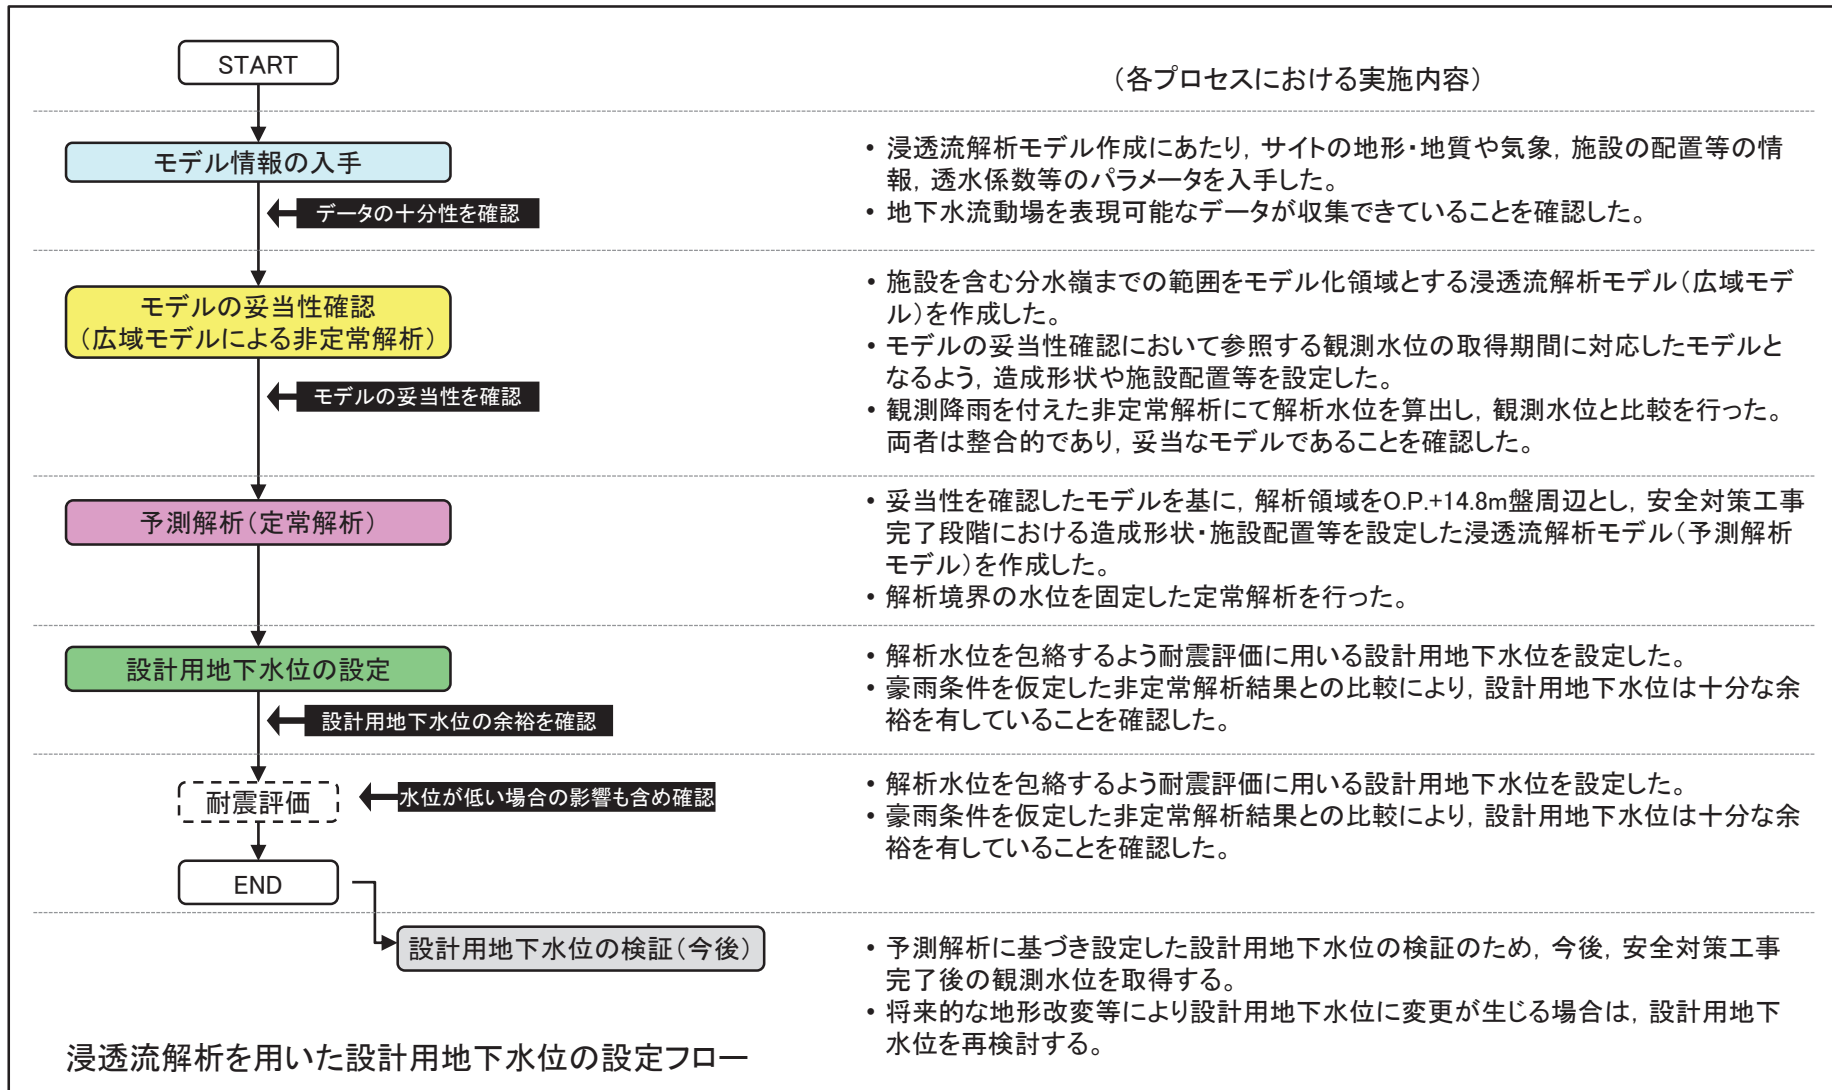 START
(各プロセスにおける実施内容)
モデル情報の入手
データの十分性を確認
・浸透流解析モデル作成にあたり，サイトの地形・地質や気象，施設の配置等の情
報，透水係数等のパラメータを入手した。
・地下水流動場を表現可能なデータが収集できていることを確認した。
モデルの妥当性確認
(広域モデルによる非定常解析)
モデルの妥当性を確認
・施設を含む分水嶺までの範囲をモデル化領域とする浸透流解析モデル(広域モデ
ル)を作成した。
・モデルの妥当性確認において参照する観測水位の取得期間に対応したモデルと
なるよう，造成形状や施設配置等を設定した。
・観測降雨を付えた非定常解析にて解析水位を算出し，観測水位と比較を行った。
両者は整合的であり，妥当なモデルであることを確認した。
予測解析(定常解析)
・妥当性を確認したモデルを基に，解析領域をO.P.+14.8m盤周辺とし，安全対策工事
完了段階における造成形状・施設配置等を設定した浸透流解析モデル(予測解析
モデル)を作成した。
・解析境界の水位を固定した定常解析を行った。
設計用地下水位の設定
設計用地下水位の余裕を確認
・解析水位を包絡するよう耐震評価に用いる設計用地下水位を設定した。
・豪雨条件を仮定した非定常解析結果との比較により，設計用地下水位は十分な余
裕を有していることを確認した。
耐震評価
水位が低い場合の影響も含め確認
・解析水位を包絡するよう耐震評価に用いる設計用地下水位を設定した。
・豪雨条件を仮定した非定常解析結果との比較により，設計用地下水位は十分な余
裕を有していることを確認した。
END
設計用地下水位の検証(今後)
・予測解析に基づき設定した設計用地下水位の検証のため，今後，安全対策工事
完了後の観測水位を取得する。
・将来的な地形改変等により設計用地下水位に変更が生じる場合は，設計用地下
水位を再検討する。
浸透流解析を用いた設計用地下水位の設定フロー